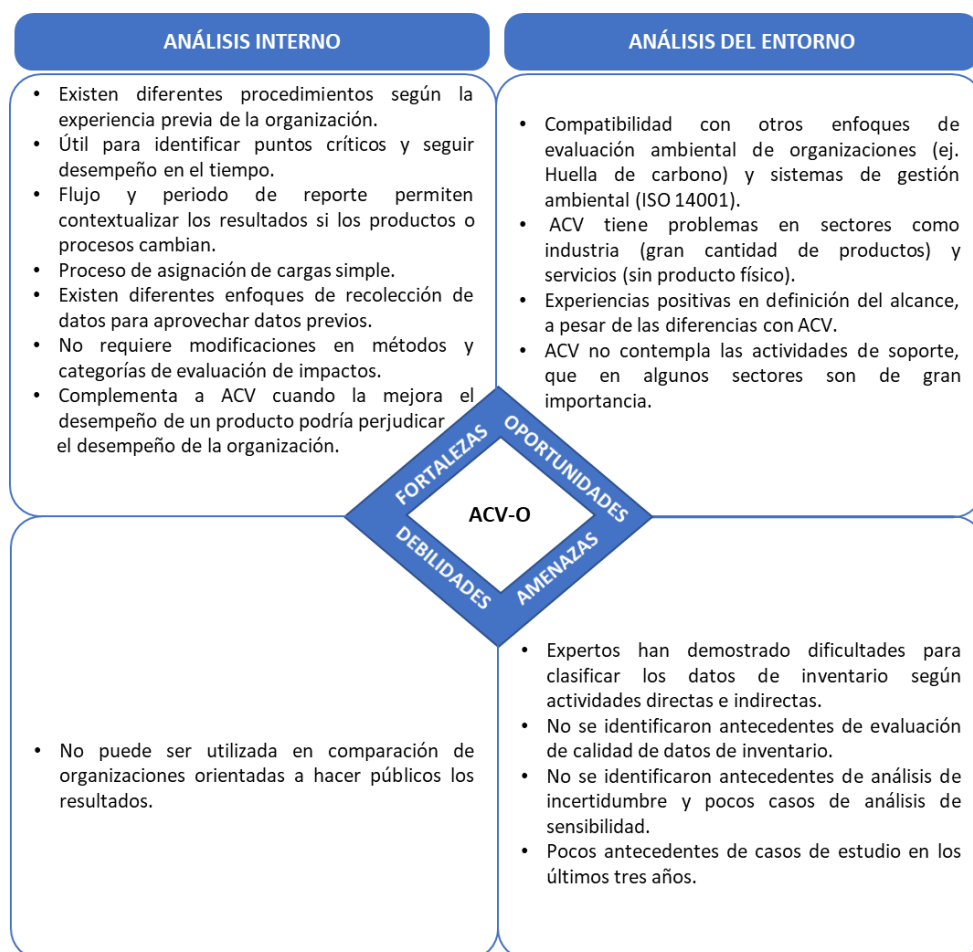 ANÁLISIS INTERNO
• Existen diferentes procedimientos según la
experiencia previa de la organización.
• Útil para identificar puntos críticos y seguir
desempeño en el tiempo.
• Flujo y periodo de reporte permiten
contextualizar los resultados si los productos o
procesos cambian.
• Proceso de asignación de cargas simple.
• Existen diferentes enfoques de recolección de
datos para aprovechar datos previos.
• No requiere modificaciones en métodos y
categorías de evaluación de impactos.
• Complementa a ACV cuando la mejora el
desempeño de un producto podría perjudicar
el desempeño de la organización.
ANÁLISIS DEL ENTORNO
• Compatibilidad con otros enfoques de
evaluación ambiental de organizaciones (ej.
Huella de carbono) y sistemas de gestión
ambiental (ISO 14001).
• ACV tiene problemas en sectores como
industria (gran cantidad de productos) y
servicios (sin producto físico).
• Experiencias positivas en definición del alcance,
a pesar de las diferencias con ACV.
• ACV no contempla las actividades de soporte,
que en algunos sectores son de gran
importancia.
FORTALEZAS
OPORTUNIDADES
ACV-O
DEBILIDADES
AMENAZAS
• No puede ser utilizada en comparación de
organizaciones orientadas a hacer públicos los
resultados.
• Expertos han demostrado dificultades para
clasificar los datos de inventario según
actividades directas e indirectas.
• No se identificaron antecedentes de evaluación
de calidad de datos de inventario.
• No se identificaron antecedentes de análisis de
incertidumbre y pocos casos de análisis de
sensibilidad.
• Pocos antecedentes de casos de estudio en los
últimos tres años.